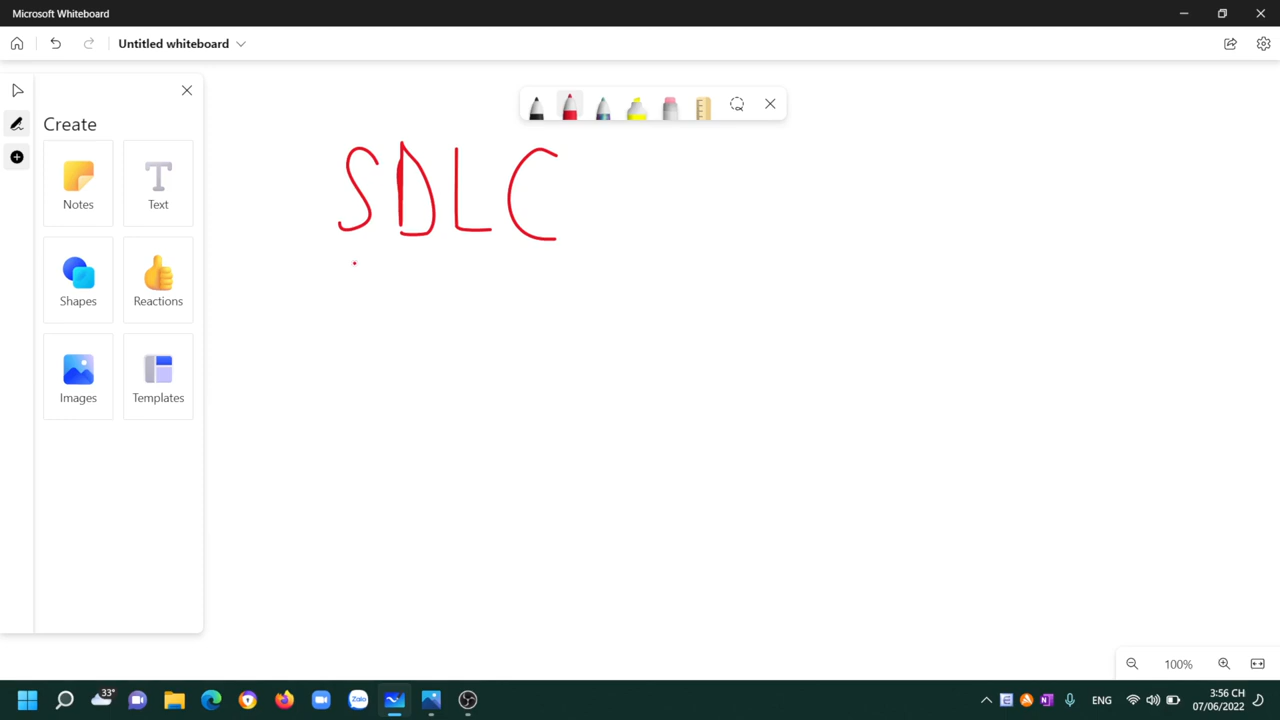 Microsoft Whiteboard
Untitled whiteboard
Create
Notes
Text
Shapes
Reactions
Images
Templates
SDLC
100%
33°
Zalo
ENG
3:56 CH
07/06/2022